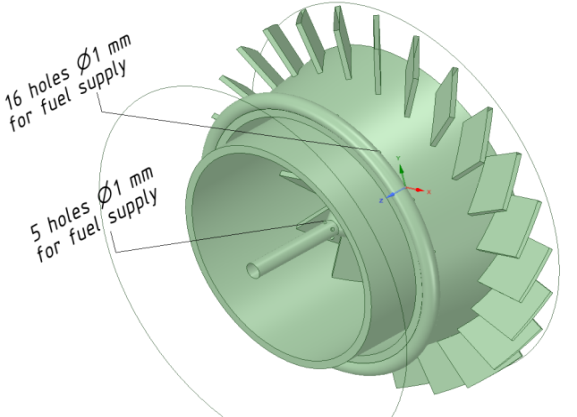 16 holes Ø1 mm
for fuel supply
5 holes Ø1 mm
for fuel supply
Y
X
Z